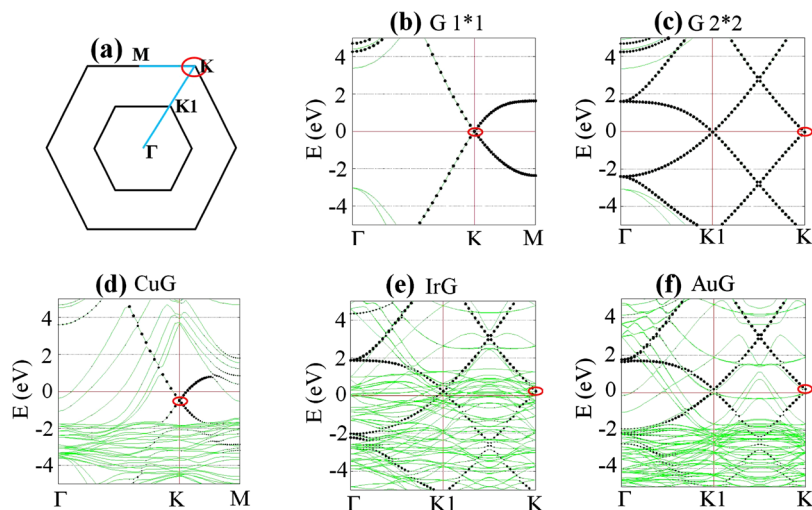 (a)
M
K
K1
Γ
(b) G 1*1
E (eV)
4
2
0
-2
-4
Γ K M
(c) G 2*2
E (eV)
4
2
0
-2
-4
Γ K1 K
(d) CuG
E (eV)
4
2
0
-2
-4
Γ K M
(e) IrG
E (eV)
4
2
0
-2
-4
Γ K1 K
(f) AuG
E (eV)
4
2
0
-2
-4
Γ K1 K